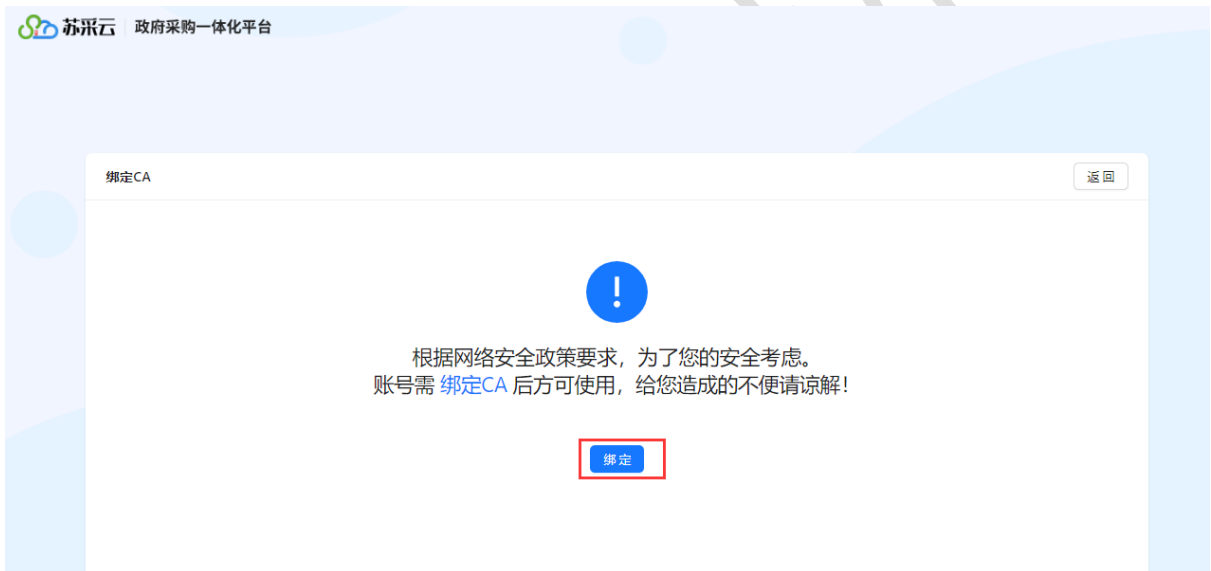 苏采云 政府采购一体化平台
绑定CA
返回
根据网络安全政策要求，为了您的安全考虑。
账号需 绑定CA 后方可使用，给您造成的不便请谅解！
绑定